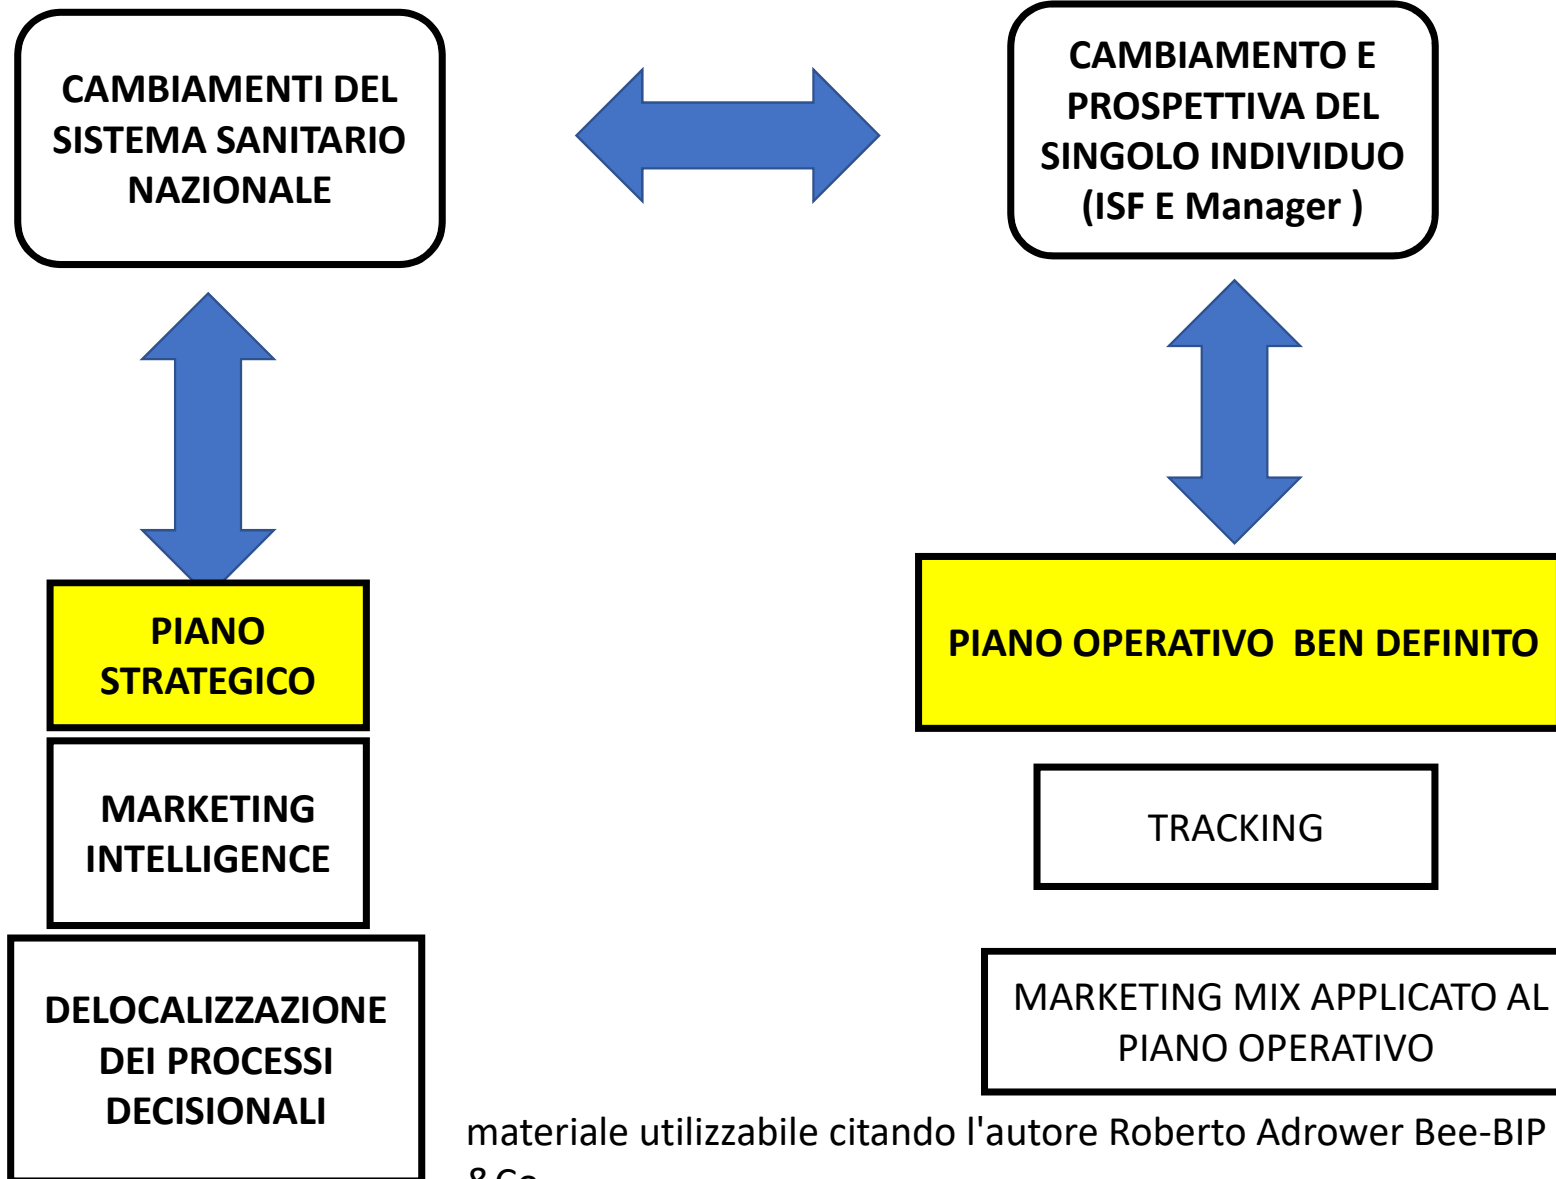 CAMBIAMENTI DEL
SISTEMA SANITARIO
NAZIONALE
CAMBIAMENTO E
PROSPETTIVA DEL
SINGOLO INDIVIDUO
(ISF E Manager )
PIANO
STRATEGICO
PIANO OPERATIVO  BEN DEFINITO
MARKETING
INTELLIGENCE
TRACKING
DELOCALIZZAZIONE
DEI PROCESSI
DECISIONALI
MARKETING MIX APPLICATO AL
PIANO OPERATIVO
materiale utilizzabile citando l'autore Roberto Adrower Bee-BIP
&Co